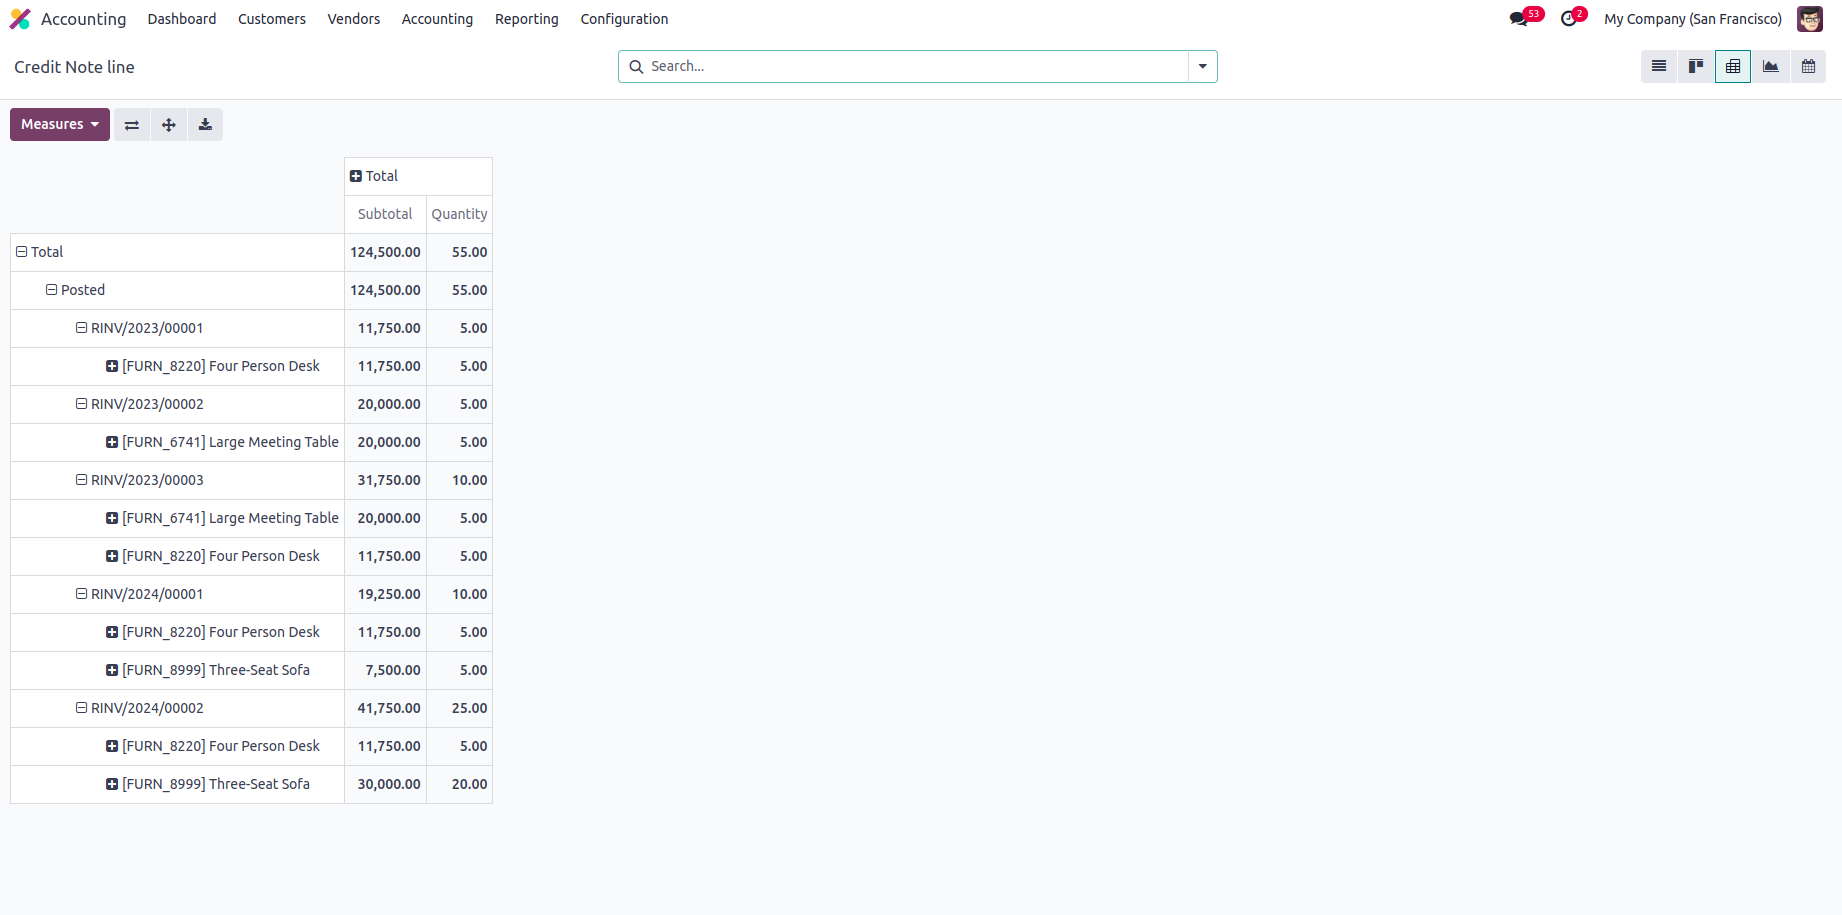 Accounting Dashboard Customers Vendors Accounting Reporting Configuration 53 2 My Company (San Francisco)
Credit Note line Search...
Measures
Total
Subtotal Quantity
Total 124,500.00 55.00
Posted 124,500.00 55.00
RINV/2023/00001 11,750.00 5.00
[FURN_8220] Four Person Desk 11,750.00 5.00
RINV/2023/00002 20,000.00 5.00
[FURN_6741] Large Meeting Table 20,000.00 5.00
RINV/2023/00003 31,750.00 10.00
[FURN_6741] Large Meeting Table 20,000.00 5.00
[FURN_8220] Four Person Desk 11,750.00 5.00
RINV/2024/00001 19,250.00 10.00
[FURN_8220] Four Person Desk 11,750.00 5.00
[FURN_8999] Three-Seat Sofa 7,500.00 5.00
RINV/2024/00002 41,750.00 25.00
[FURN_8220] Four Person Desk 11,750.00 5.00
[FURN_8999] Three-Seat Sofa 30,000.00 20.00